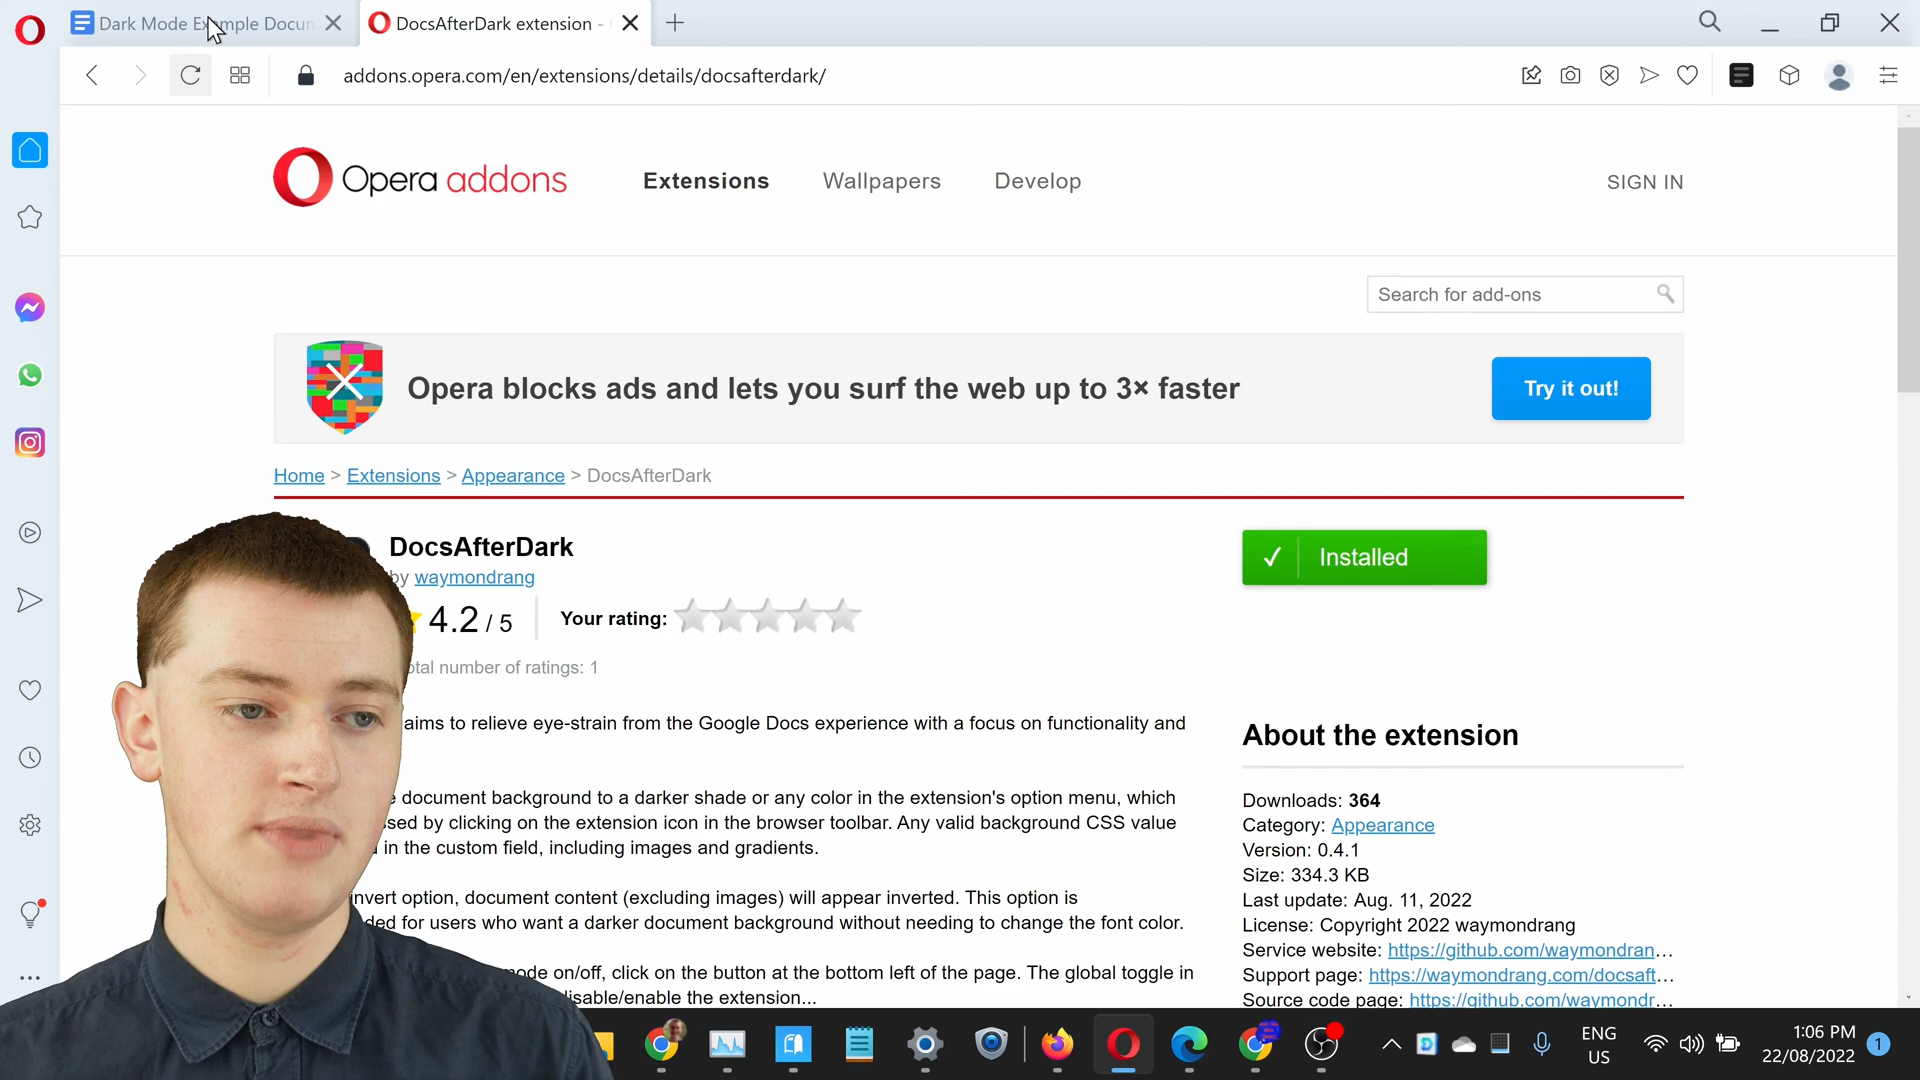 Dark Mode Example Docun
DocsAfterDark extension -
addons.opera.com/en/extensions/details/docsafterdark/
Opera addons
Extensions
Wallpapers
Develop
SIGN IN
Search for add-ons
Opera blocks ads and lets you surf the web up to 3× faster
Try it out!
Home > Extensions > Appearance > DocsAfterDark
DocsAfterDark
by waymondrang
4.2 / 5
Your rating:
otal number of ratings: 1
Installed
aims to relieve eye-strain from the Google Docs experience with a focus on functionality and
document background to a darker shade or any color in the extension's option menu, which
ssed by clicking on the extension icon in the browser toolbar. Any valid background CSS value
in the custom field, including images and gradients.
invert option, document content (excluding images) will appear inverted. This option is
ded for users who want a darker document background without needing to change the font color.
mode on/off, click on the button at the bottom left of the page. The global toggle in
disable/enable the extension...
About the extension
Downloads: 364
Category: Appearance
Version: 0.4.1
Size: 334.3 KB
Last update: Aug. 11, 2022
License: Copyright 2022 waymondrang
Service website: https://github.com/waymondran...
Support page: https://waymondrang.com/docsaft...
Source code page: https://github.com/waymondr...
ENG
US
1:06 PM
22/08/2022
1